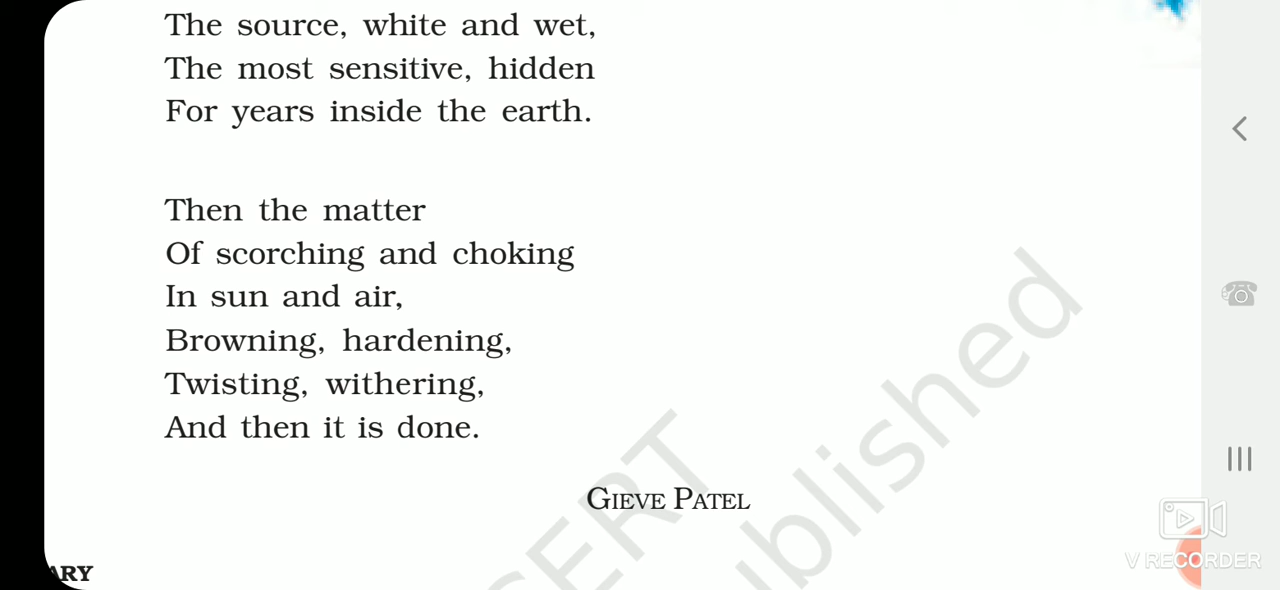 The source, white and wet,
The most sensitive, hidden
For years inside the earth.
Then the matter
Of scorching and choking
In sun and air,
Browning, hardening,
Twisting, withering,
And then it is done.
GIEVE PATEL
ARY
ublished
V RECORDER